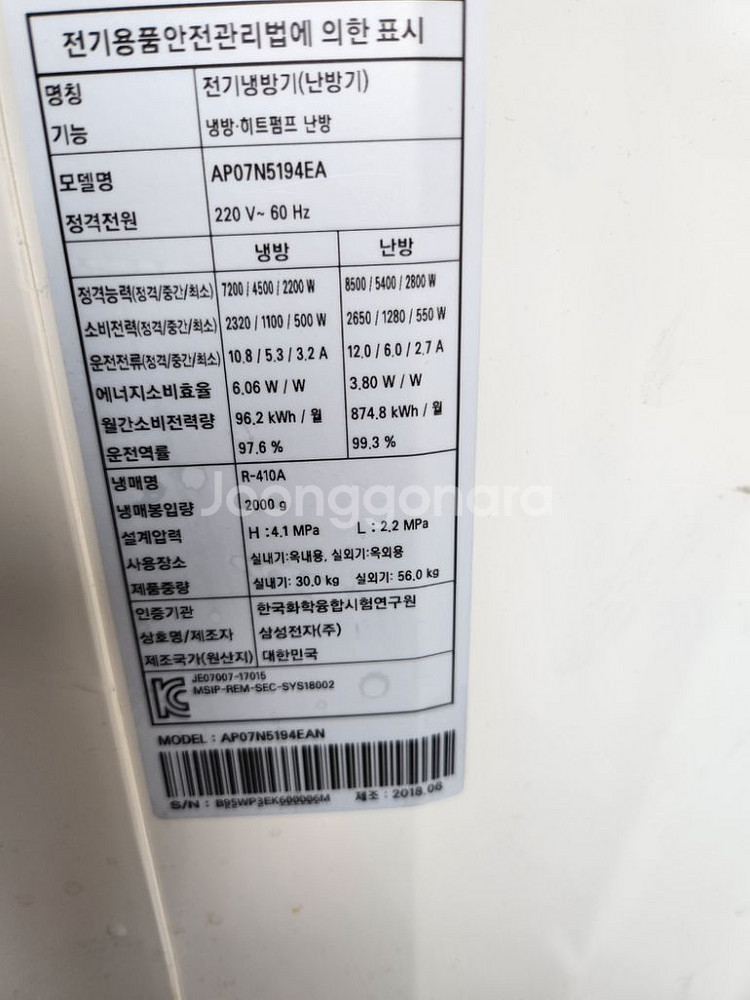 전기용품안전관리법에 의한 표시
명칭 전기냉방기(난방기)
기능 냉방·히트펌프 난방
모델명 AP07N5194EA
정격전원 220 V~ 60 Hz
냉방 난방
정격능력(정격/중간/최소) 7200 / 4500 / 2200 W 8500 / 5400 / 2800 W
소비전력(정격/중간/최소) 2320 / 1100 / 500 W 2650 / 1280 / 550 W
운전전류(정격/중간/최소) 10.8 / 5.3 / 3.2 A 12.0 / 6.0 / 2.7 A
에너지소비효율 6.06 W / W 3.80 W / W
월간소비전력량 96.2 kWh / 월 874.8 kWh / 월
운전역률 97.6 % 99.3 %
냉매명 R-410A
냉매봉입량 2000 g
설계압력 H :4.1 MPa L : 2.2 MPa
사용장소 실내기:옥내용, 실외기:옥외용
제품중량 실내기: 30.0 kg 실외기: 56.0 kg
인증기관 한국화학융합시험연구원
상호명/제조자 삼성전자(주)
제조국가(원산지) 대한민국
JE07007-17015
MSIP-REM-SEC-SYS18002
MODEL : AP07N5194EAN
S/N : 제조 : 2018.06
Joonggonara